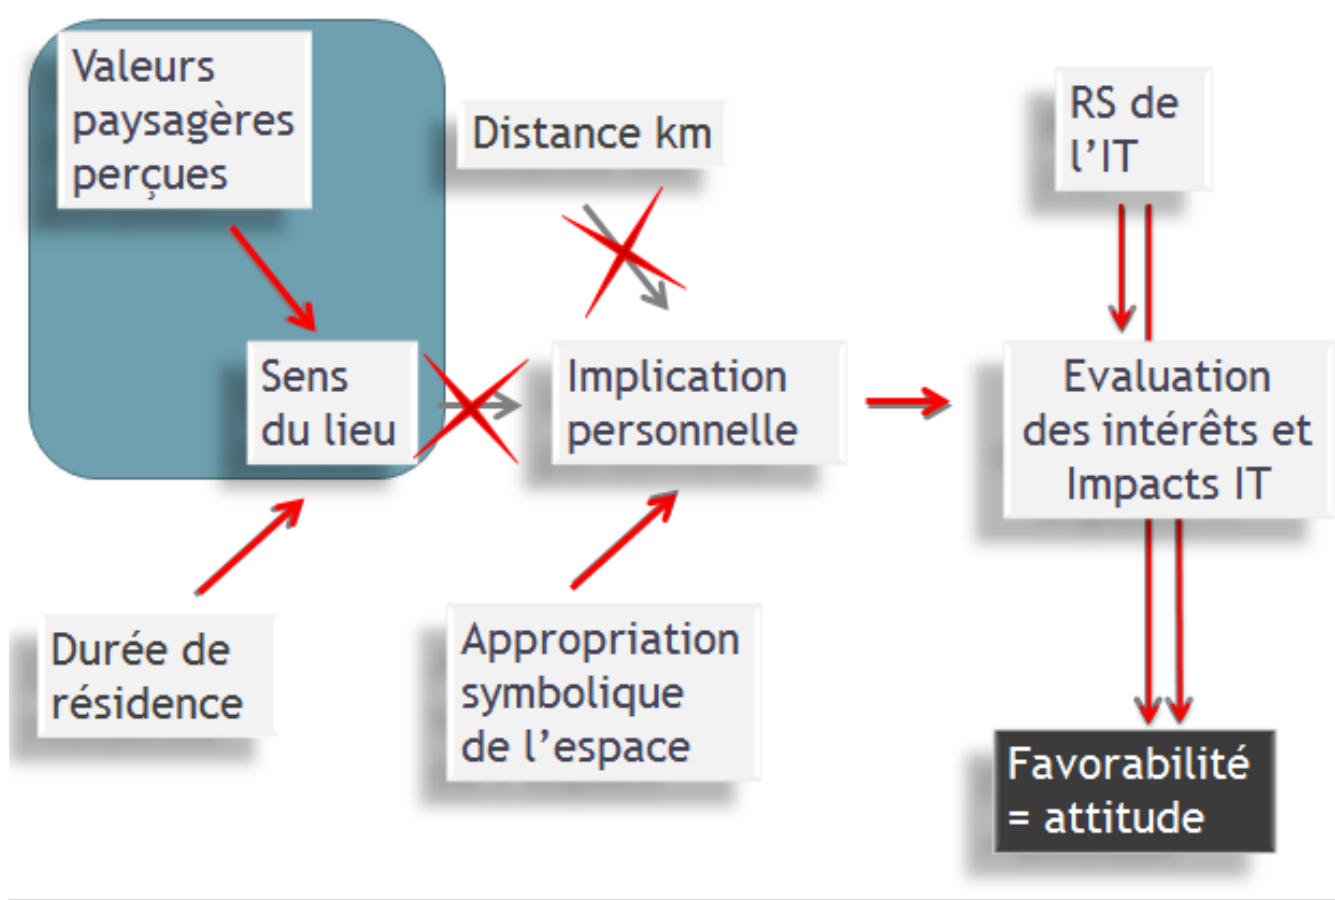 Valeurs
paysagères
perçues
Distance km
RS de
l’IT
Sens
du lieu
Implication
personnelle
Evaluation
des intérêts et
Impacts IT
Durée de
résidence
Appropriation
symbolique
de l’espace
Favorabilité
= attitude